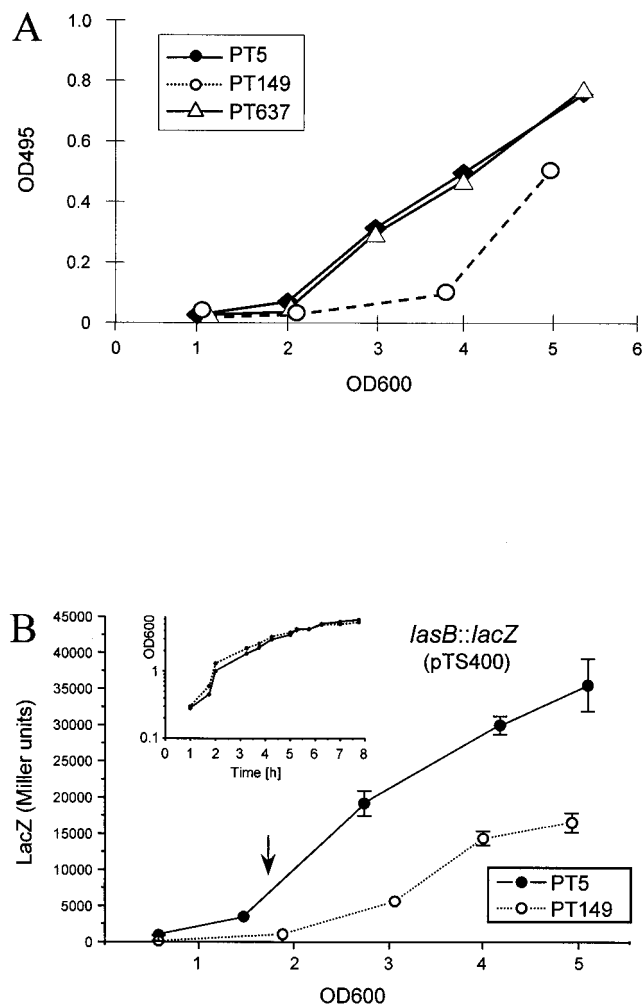 A
PT5
PT149
PT637
1.0
0.8
0.6
0.4
0.2
0
OD495
0 1 2 3 4 5 6
OD600
B
45000
40000
35000
30000
25000
20000
15000
10000
5000
0
LacZ (Miller units)
OD600
1
0.1
0 1 2 3 4 5 6 7 8
Time [h]
lasB::lacZ
(pTS400)
PT5
PT149
1 2 3 4 5
OD600